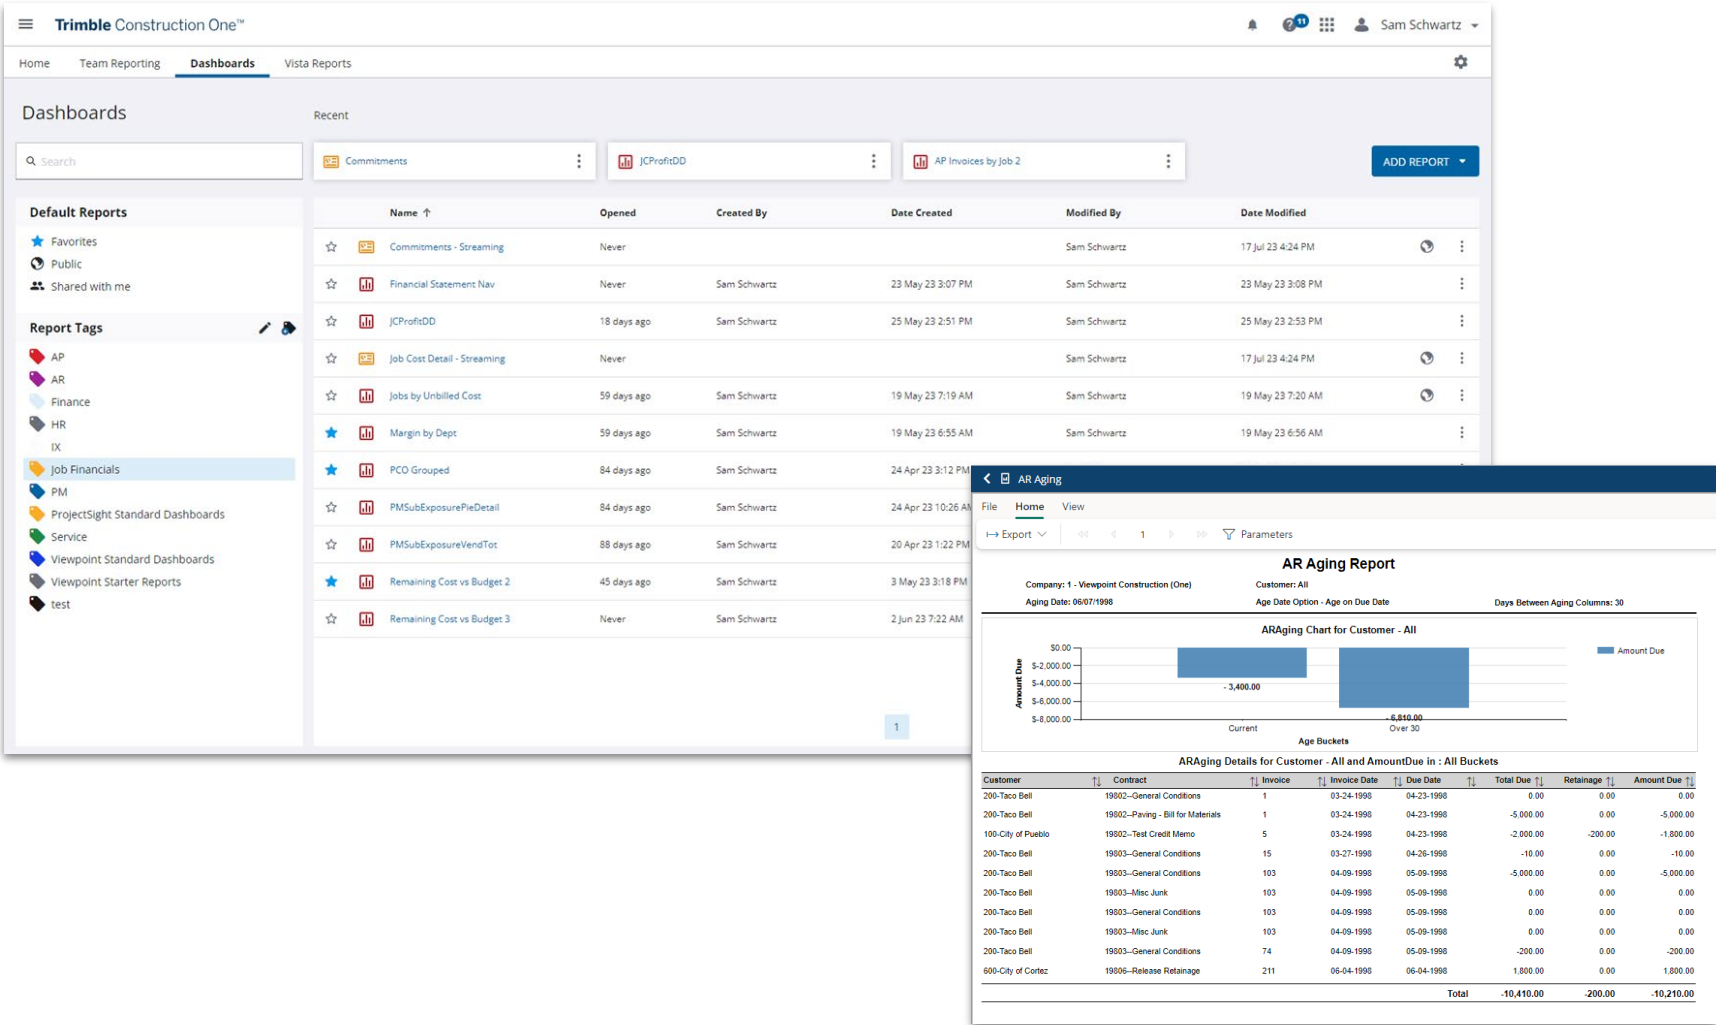 Trimble Construction One™
11
Sam Schwartz
Home Team Reporting Dashboards Vista Reports
Dashboards
Search
Recent
Commitments
JCProfitDD
AP Invoices by Job 2
ADD REPORT
Default Reports
Favorites
Public
Shared with me
Report Tags
AP
AR
Finance
HR
IX
Job Financials
PM
ProjectSight Standard Dashboards
Service
Viewpoint Standard Dashboards
Viewpoint Starter Reports
test
Name Opened Created By Date Created Modified By Date Modified
Commitments - Streaming Never Sam Schwartz 17 Jul 23 4:24 PM
Financial Statement Nav Never Sam Schwartz 23 May 23 3:07 PM Sam Schwartz 23 May 23 3:08 PM
JCProfitDD 18 days ago Sam Schwartz 25 May 23 2:51 PM Sam Schwartz 25 May 23 2:53 PM
Job Cost Detail - Streaming Never Sam Schwartz 17 Jul 23 4:24 PM
Jobs by Unbilled Cost 59 days ago Sam Schwartz 19 May 23 7:19 AM Sam Schwartz 19 May 23 7:20 AM
Margin by Dept 59 days ago Sam Schwartz 19 May 23 6:55 AM Sam Schwartz 19 May 23 6:56 AM
PCO Grouped 84 days ago Sam Schwartz 24 Apr 23 3:12 PM
PMSubExposurePieDetail 84 days ago Sam Schwartz 24 Apr 23 10:26 AM
PMSubExposureVendTot 88 days ago Sam Schwartz 20 Apr 23 1:22 PM
Remaining Cost vs Budget 2 45 days ago Sam Schwartz 3 May 23 3:18 PM
Remaining Cost vs Budget 3 Never Sam Schwartz 2 Jun 23 7:22 AM
1
AR Aging
File Home View
Export 1 Parameters
AR Aging Report
Company: 1 - Viewpoint Construction (One) Customer: All
Aging Date: 06/07/1998 Age Date Option - Age on Due Date Days Between Aging Columns: 30
ARAging Chart for Customer - All
Amount Due
$0.00
$-2,000.00
$-4,000.00
$-6,000.00
$-8,000.00
Amount Due
- 3,400.00
- 6,810.00
Current Over 30
Age Buckets
ARAging Details for Customer - All and AmountDue in : All Buckets
Customer Contract Invoice Invoice Date Due Date Total Due Retainage Amount Due
200-Taco Bell 19802--General Conditions 1 03-24-1998 04-23-1998 0.00 0.00 0.00
200-Taco Bell 19802--Paving - Bill for Materials 1 03-24-1998 04-23-1998 -5,000.00 0.00 -5,000.00
100-City of Pueblo 19802--Test Credit Memo 5 03-24-1998 04-23-1998 -2,000.00 -200.00 -1,800.00
200-Taco Bell 19803--General Conditions 15 03-27-1998 04-26-1998 -10.00 0.00 -10.00
200-Taco Bell 19803--General Conditions 103 04-09-1998 05-09-1998 -5,000.00 0.00 -5,000.00
200-Taco Bell 19803--Misc Junk 103 04-09-1998 05-09-1998 0.00 0.00 0.00
200-Taco Bell 19803--General Conditions 103 04-09-1998 05-09-1998 0.00 0.00 0.00
200-Taco Bell 19803--Misc Junk 103 04-09-1998 05-09-1998 0.00 0.00 0.00
200-Taco Bell 19803--General Conditions 74 04-09-1998 05-09-1998 -200.00 0.00 -200.00
600-City of Cortez 19806--Release Retainage 211 06-04-1998 06-04-1998 1,800.00 0.00 1,800.00
Total -10,410.00 -200.00 -10,210.00